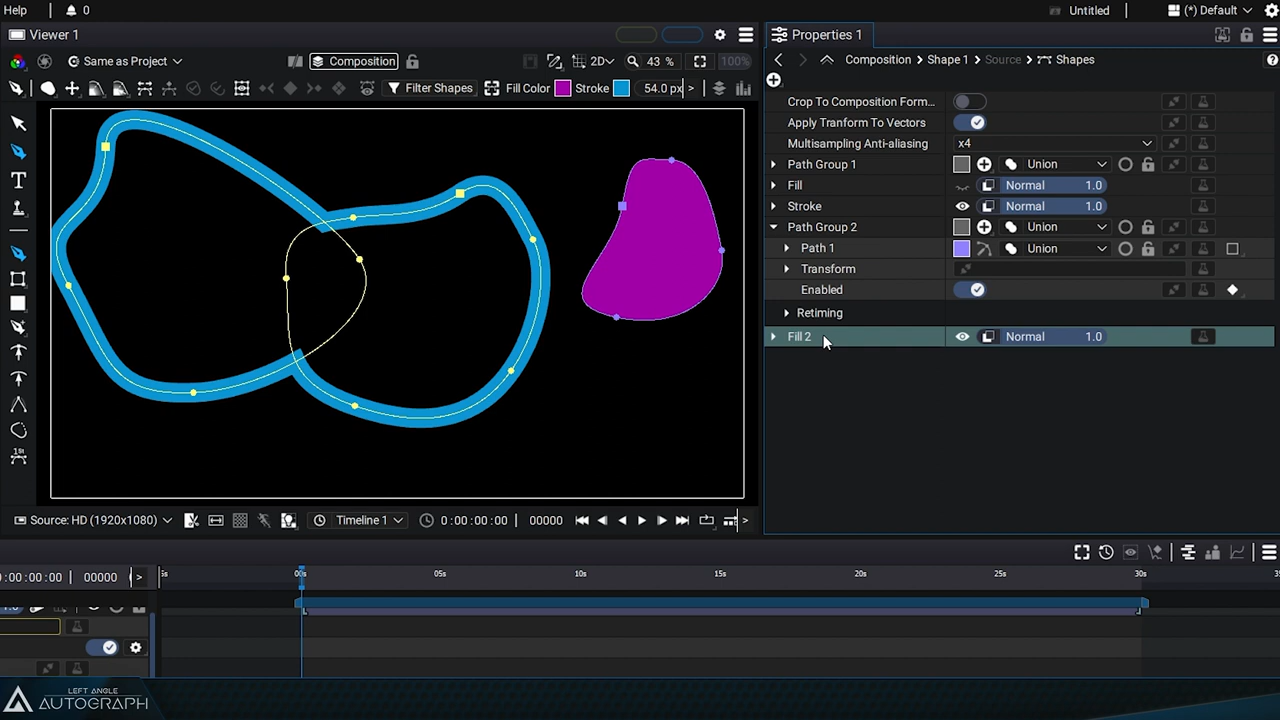 Help
0
Untitled
(*) Default
Viewer 1
Properties 1
Same as Project
Composition
2D
43 %
100%
Composition > Shape 1 > Source > Shapes
?
Filter Shapes
Fill Color
Stroke
54.0 px
>
Crop To Composition Form...
Apply Tranform To Vectors
Multisampling Anti-aliasing
x4
Path Group 1
Union
Fill
Normal 1.0
Stroke
Normal 1.0
Path Group 2
Union
Path 1
Union
Transform
Enabled
Retiming
Fill 2
Normal 1.0
T
1st
Source: HD (1920x1080)
Timeline 1
0:00:00:00
00000
>
:00:00:00
00000
>
5s
00s
05s
10s
15s
20s
25s
30s
LEFT ANGLE
AUTOGRAPH